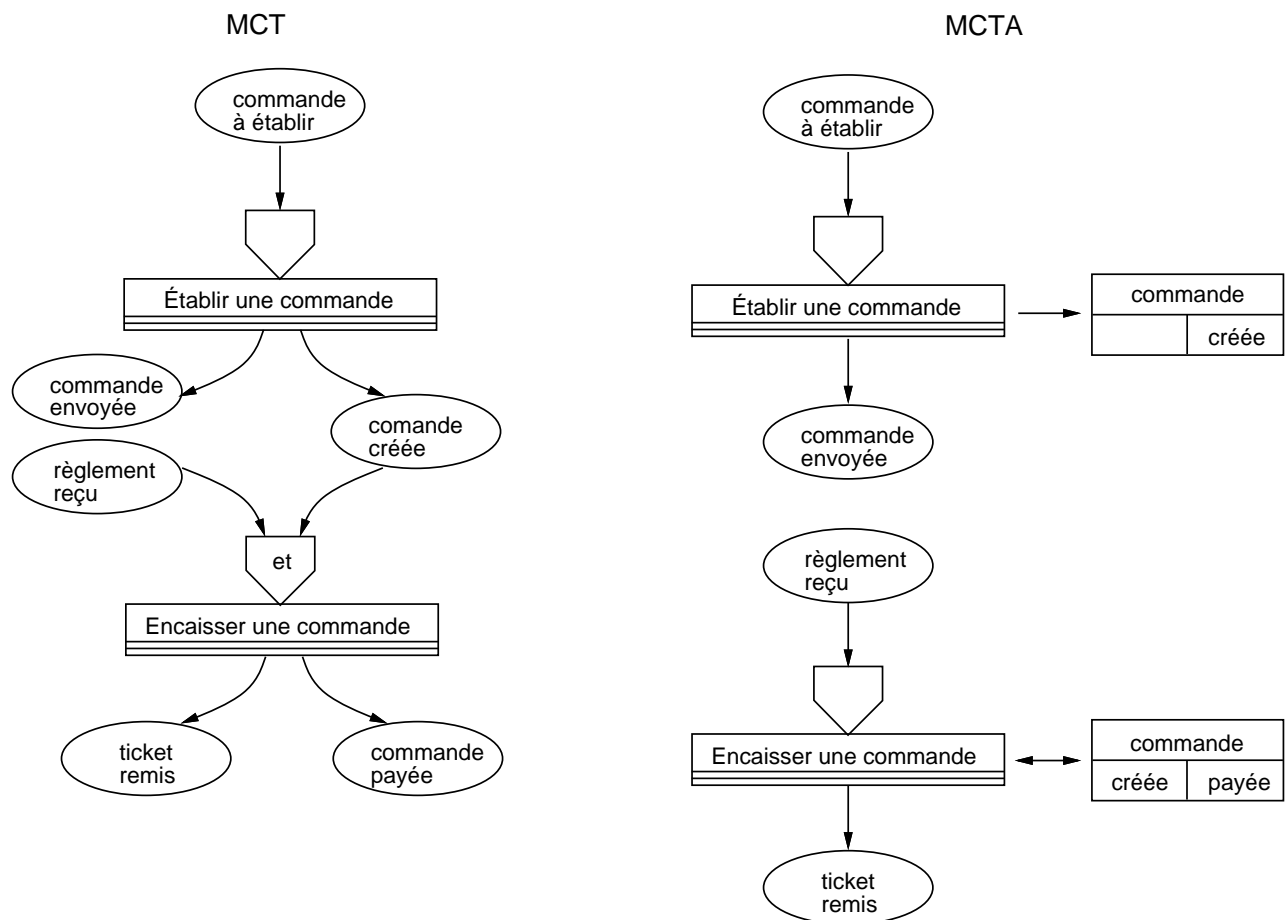 MCT
commande
à établir
Établir une commande
commande
envoyée
comande
créée
règlement
reçu
et
Encaisser une commande
ticket
remis
commande
payée
MCTA
commande
à établir
Établir une commande
commande
créée
commande
envoyée
règlement
reçu
Encaisser une commande
commande
créée payée
ticket
remis